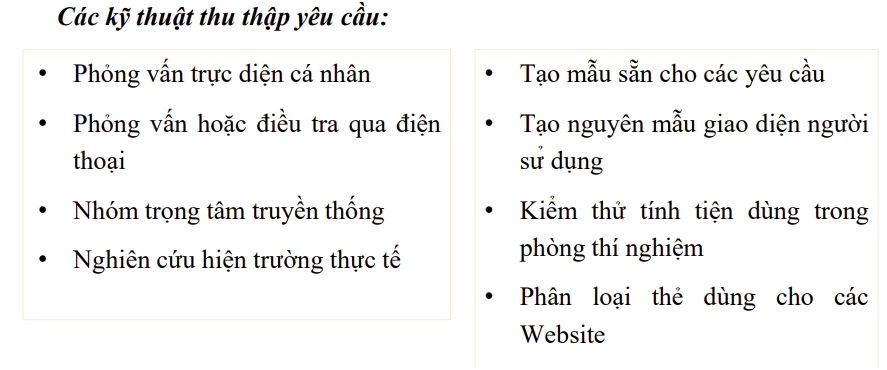 Các kỹ thuật thu thập yêu cầu:
• Phỏng vấn trực diện cá nhân
• Phỏng vấn hoặc điều tra qua điện
thoại
• Nhóm trọng tâm truyền thống
• Nghiên cứu hiện trường thực tế
• Tạo mẫu sẵn cho các yêu cầu
• Tạo nguyên mẫu giao diện người
sử dụng
• Kiểm thử tính tiện dùng trong
phòng thí nghiệm
• Phân loại thẻ dùng cho các
Website